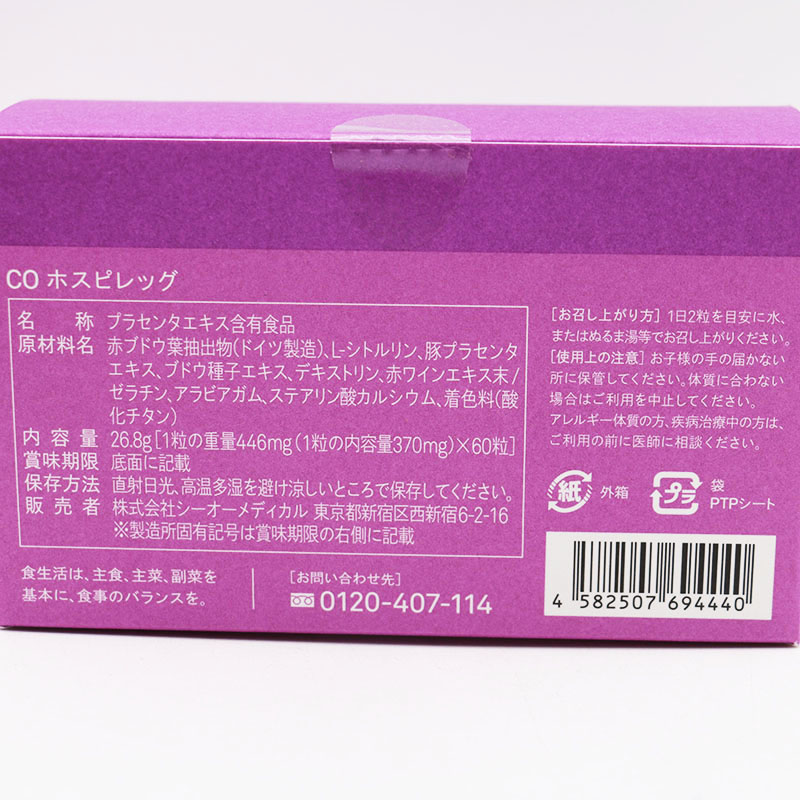 CO ホスピレッグ
名 称 プラセンタエキス含有食品
原材料名 赤ブドウ葉抽出物(ドイツ製造)、L-シトルリン、豚プラセンタ
エキス、ブドウ種子エキス、デキストリン、赤ワインエキス末/
ゼラチン、アラビアガム、ステアリン酸カルシウム、着色料(酸
化チタン)
内 容 量 26.8g[1粒の重量446mg(1粒の内容量370mg)×60粒]
賞味期限 底面に記載
保存方法 直射日光、高温多湿を避け涼しいところで保存してください。
販 売 者 株式会社シーオーメディカル 東京都新宿区西新宿6-2-16
※製造所固有記号は賞味期限の右側に記載
食生活は、主食、主菜、副菜を
基本に、食事のバランスを。
[お問い合わせ先]
0120-407-114
[お召し上がり方] 1日2粒を目安に水、
またはぬるま湯等でお召し上がりください。
[使用上の注意] お子様の手の届かない
所に保管してください。体質に合わない
場合はご利用を中止してください。
アレルギー体質の方、疾病治療中の方は、
ご利用の前に医師に相談ください。
紙 外箱
プラ 袋
PTPシート
4 582507 694440